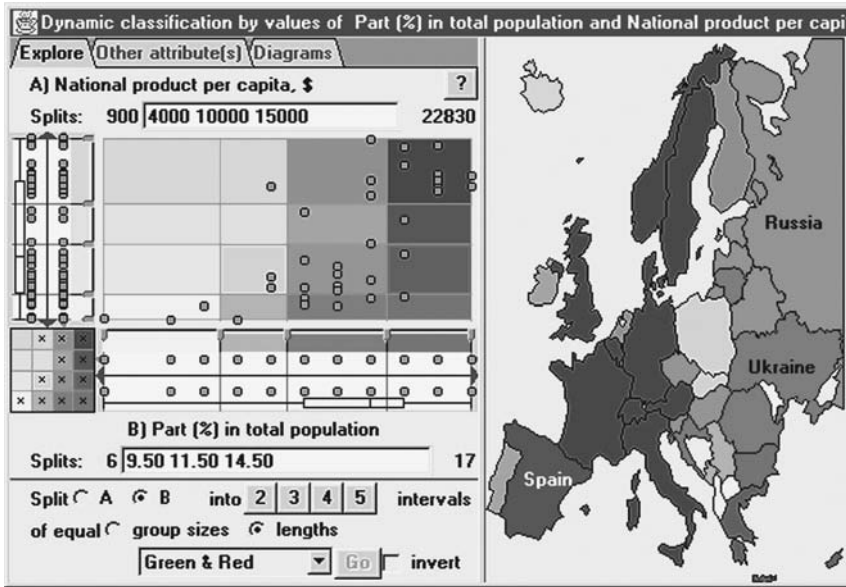 Dynamic classification by values of Part (%) in total population and National product per capi
Explore Other attribute(s) Diagrams
A) National product per capita, $ ?
Splits: 900 4000 10000 15000 22830
Russia
Ukraine
Spain
B) Part (%) in total population
Splits: 6 9.50 11.50 14.50 17
Split A B into 2 3 4 5 intervals
of equal group sizes lengths
Green & Red Go invert